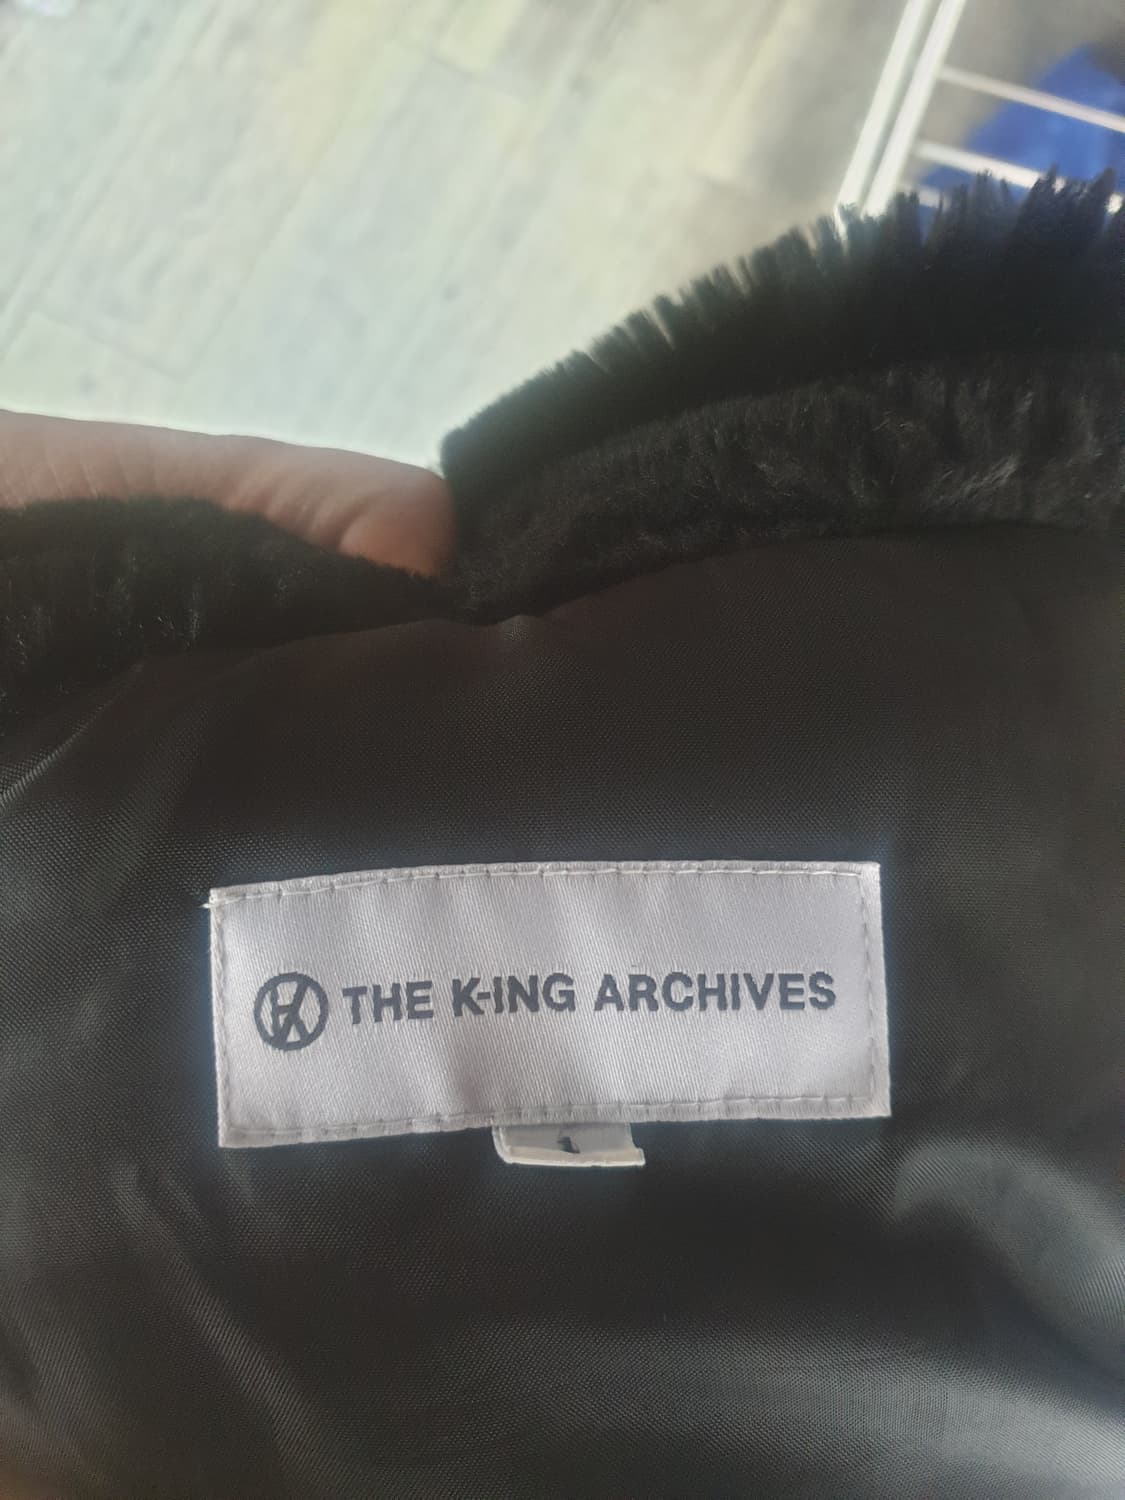 THE K-ING ARCHIVES